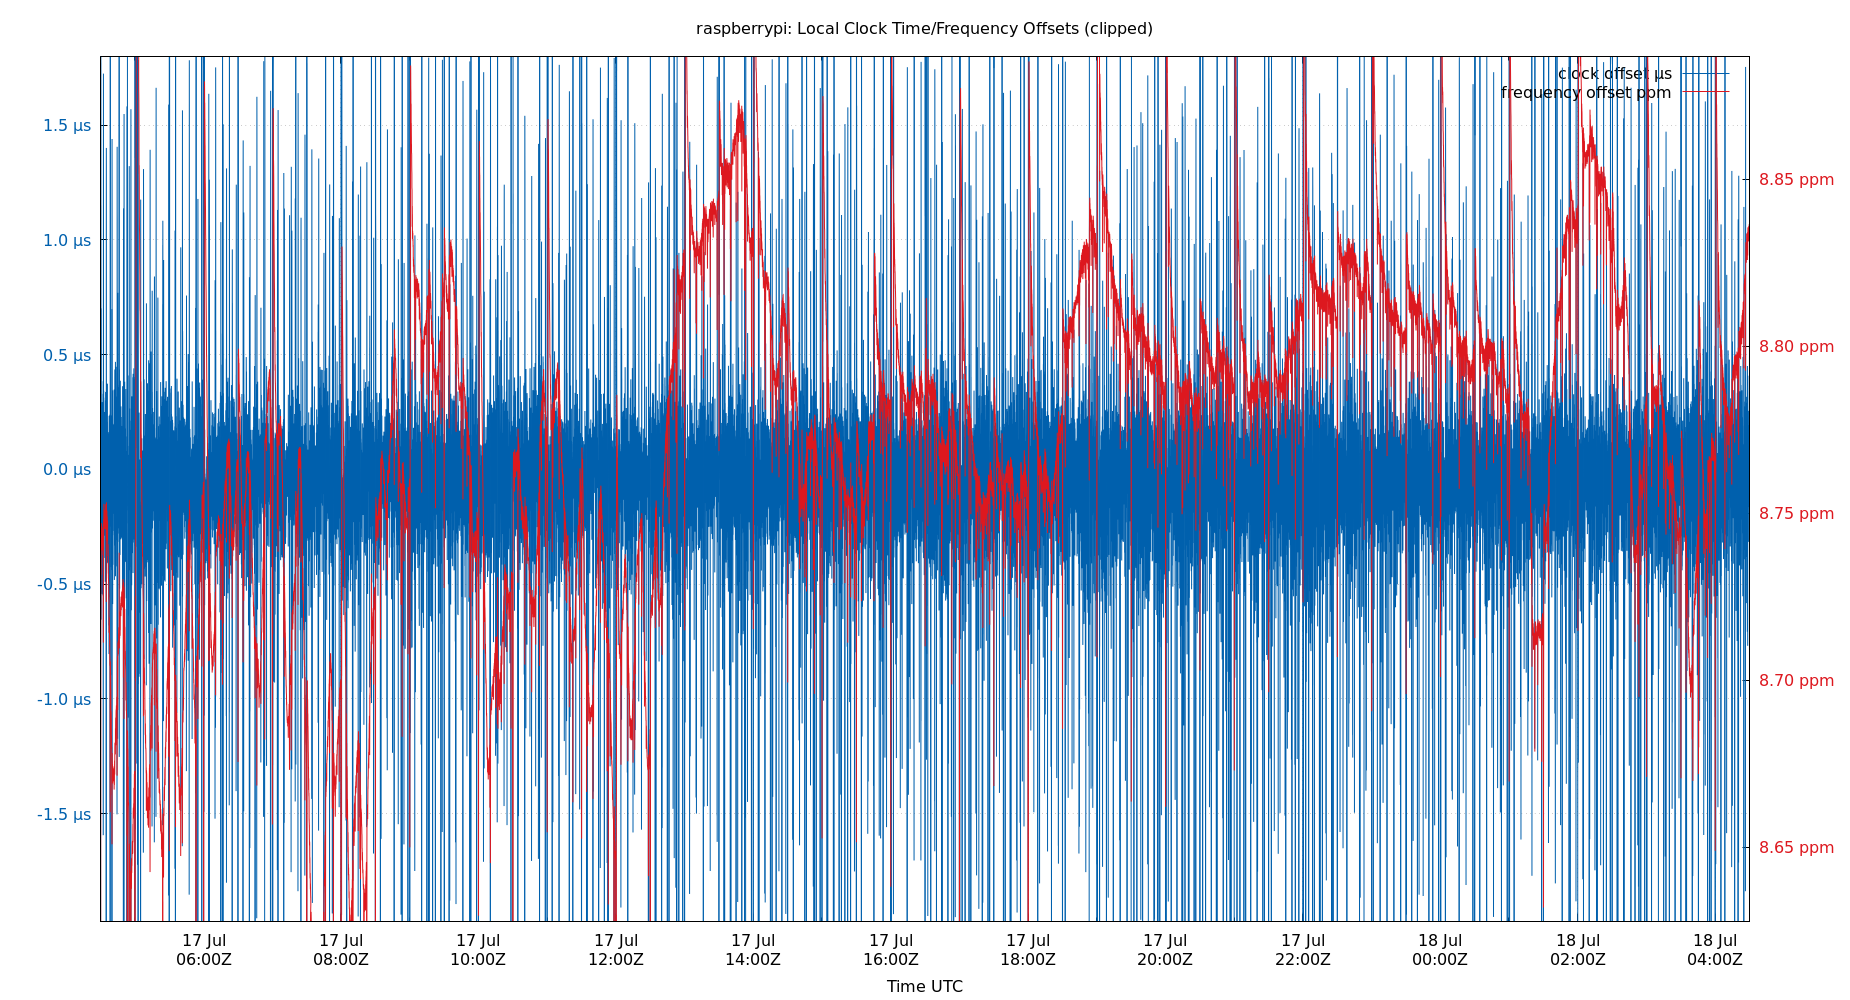 raspberrypi: Local Clock Time/Frequency Offsets (clipped)
clock offset µs
frequency offset ppm
1.5 µs
1.0 µs
0.5 µs
0.0 µs
-0.5 µs
-1.0 µs
-1.5 µs
8.85 ppm
8.80 ppm
8.75 ppm
8.70 ppm
8.65 ppm
17 Jul
06:00Z
17 Jul
08:00Z
17 Jul
10:00Z
17 Jul
12:00Z
17 Jul
14:00Z
17 Jul
16:00Z
17 Jul
18:00Z
17 Jul
20:00Z
17 Jul
22:00Z
18 Jul
00:00Z
18 Jul
02:00Z
18 Jul
04:00Z
Time UTC